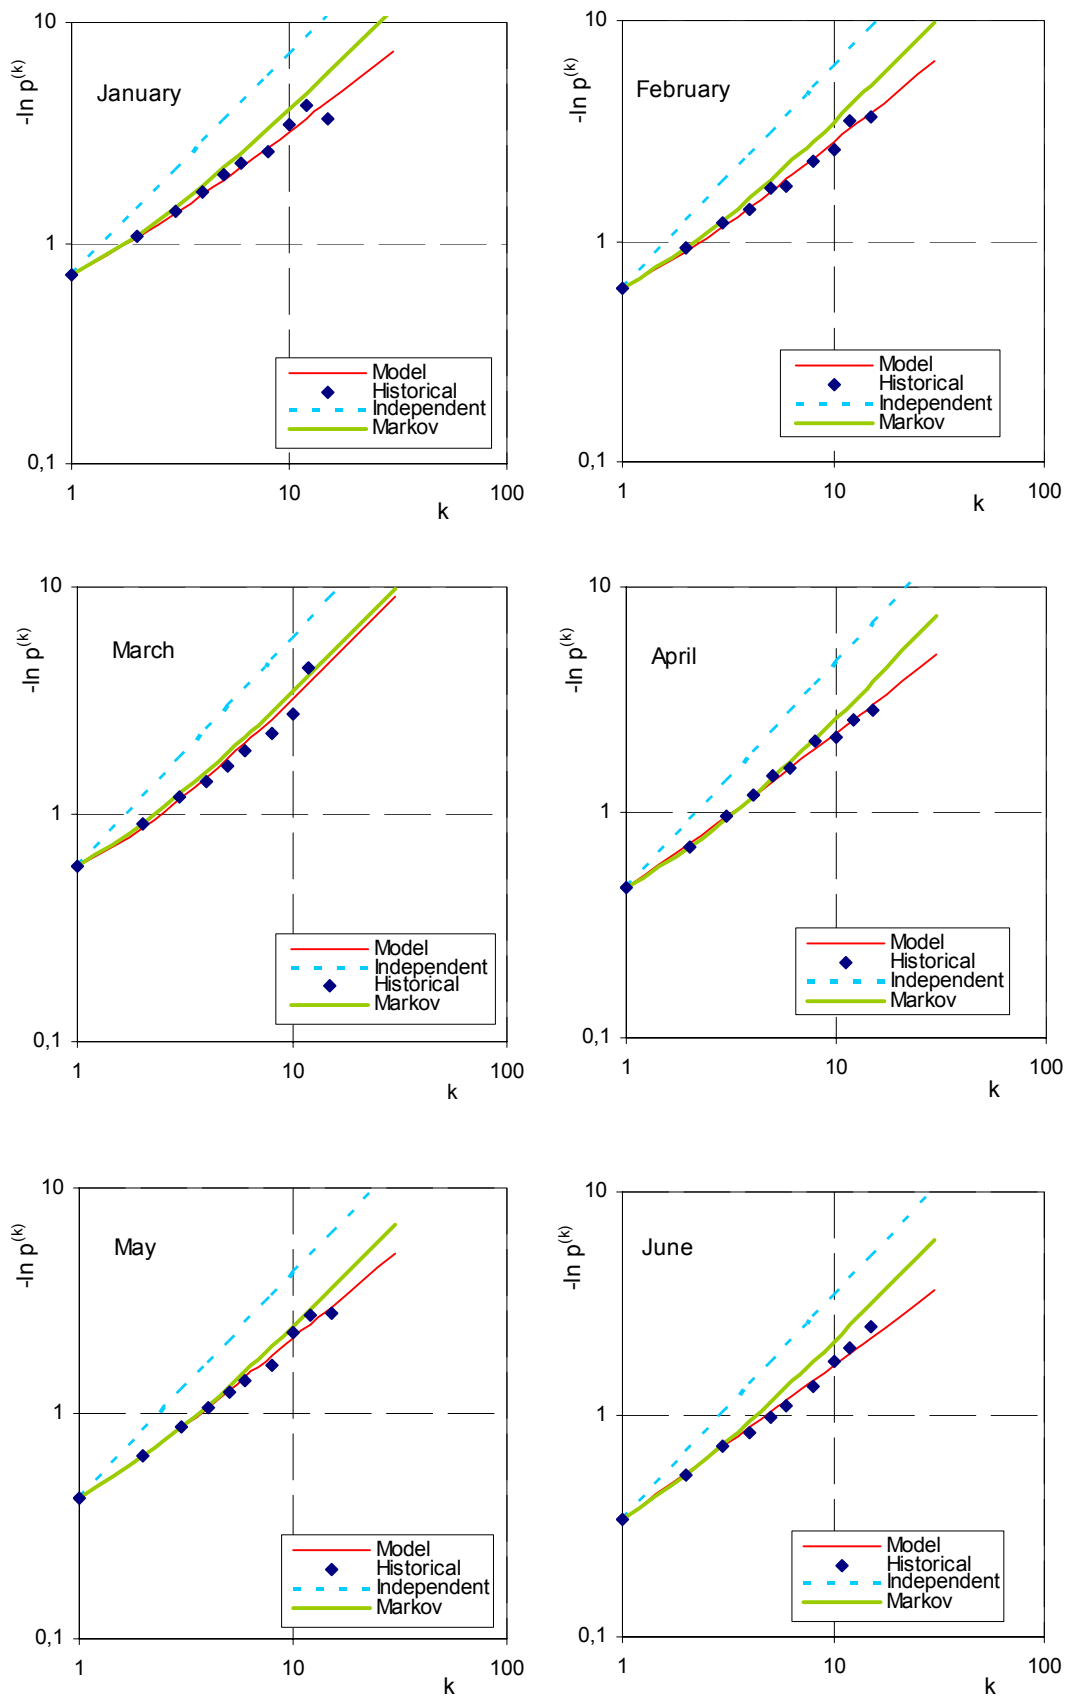 10
-ln p^(k)
January
1
Model
Historical
Independent
Markov
0,1
1
10
100
k
10
-ln p^(k)
February
1
Model
Historical
Independent
Markov
0,1
1
10
100
k
10
-ln p^(k)
March
1
Model
Independent
Historical
Markov
0,1
1
10
100
k
10
-ln p^(k)
April
1
Model
Historical
Independent
Markov
0,1
1
10
100
k
10
-ln p^(k)
May
1
Model
Historical
Independent
Markov
0,1
1
10
100
k
10
-ln p^(k)
June
1
Model
Historical
Independent
Markov
0,1
1
10
100
k